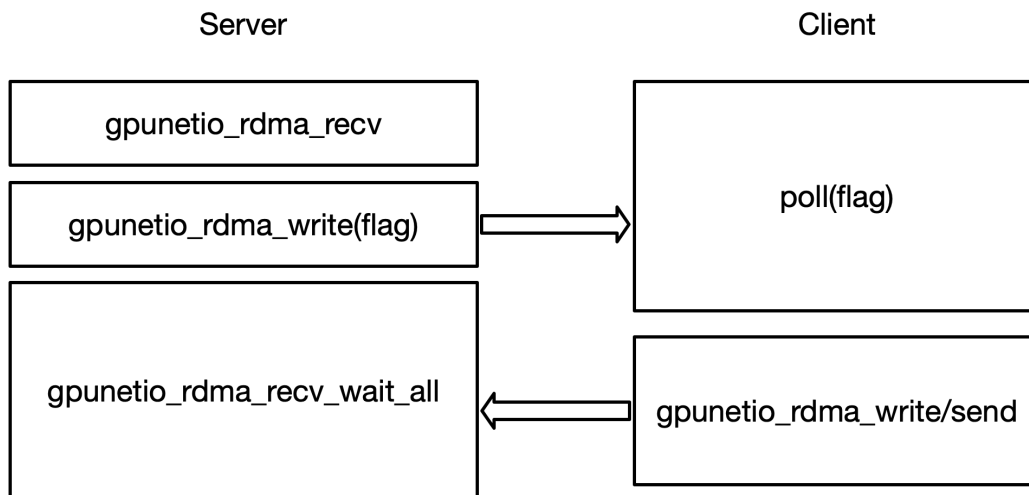 Server
Client
gpunetio_rdma_recv
poll(flag)
gpunetio_rdma_write(flag)
gpunetio_rdma_recv_wait_all
gpunetio_rdma_write/send